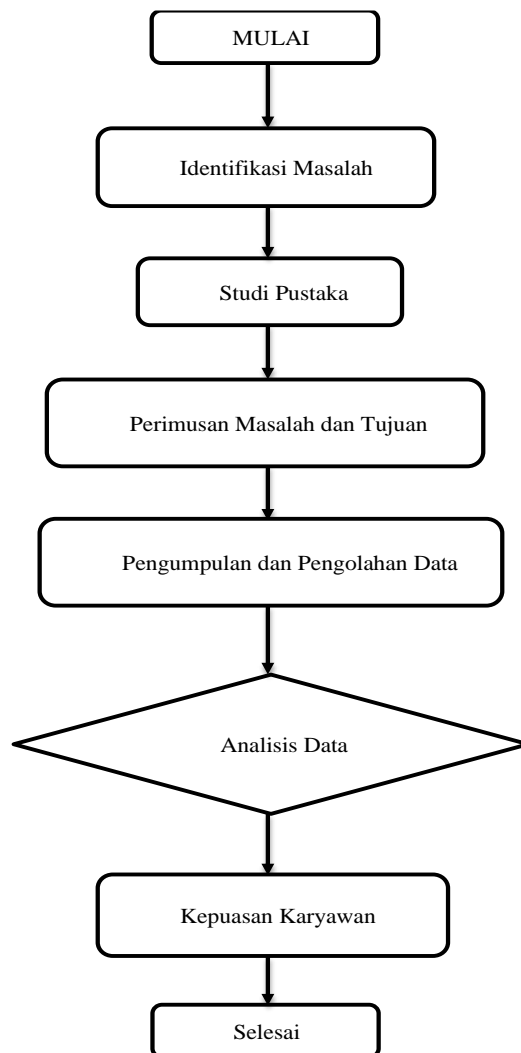 MULAI
Identifikasi Masalah
Studi Pustaka
Perimusan Masalah dan Tujuan
Pengumpulan dan Pengolahan Data
Analisis Data
Kepuasan Karyawan
Selesai